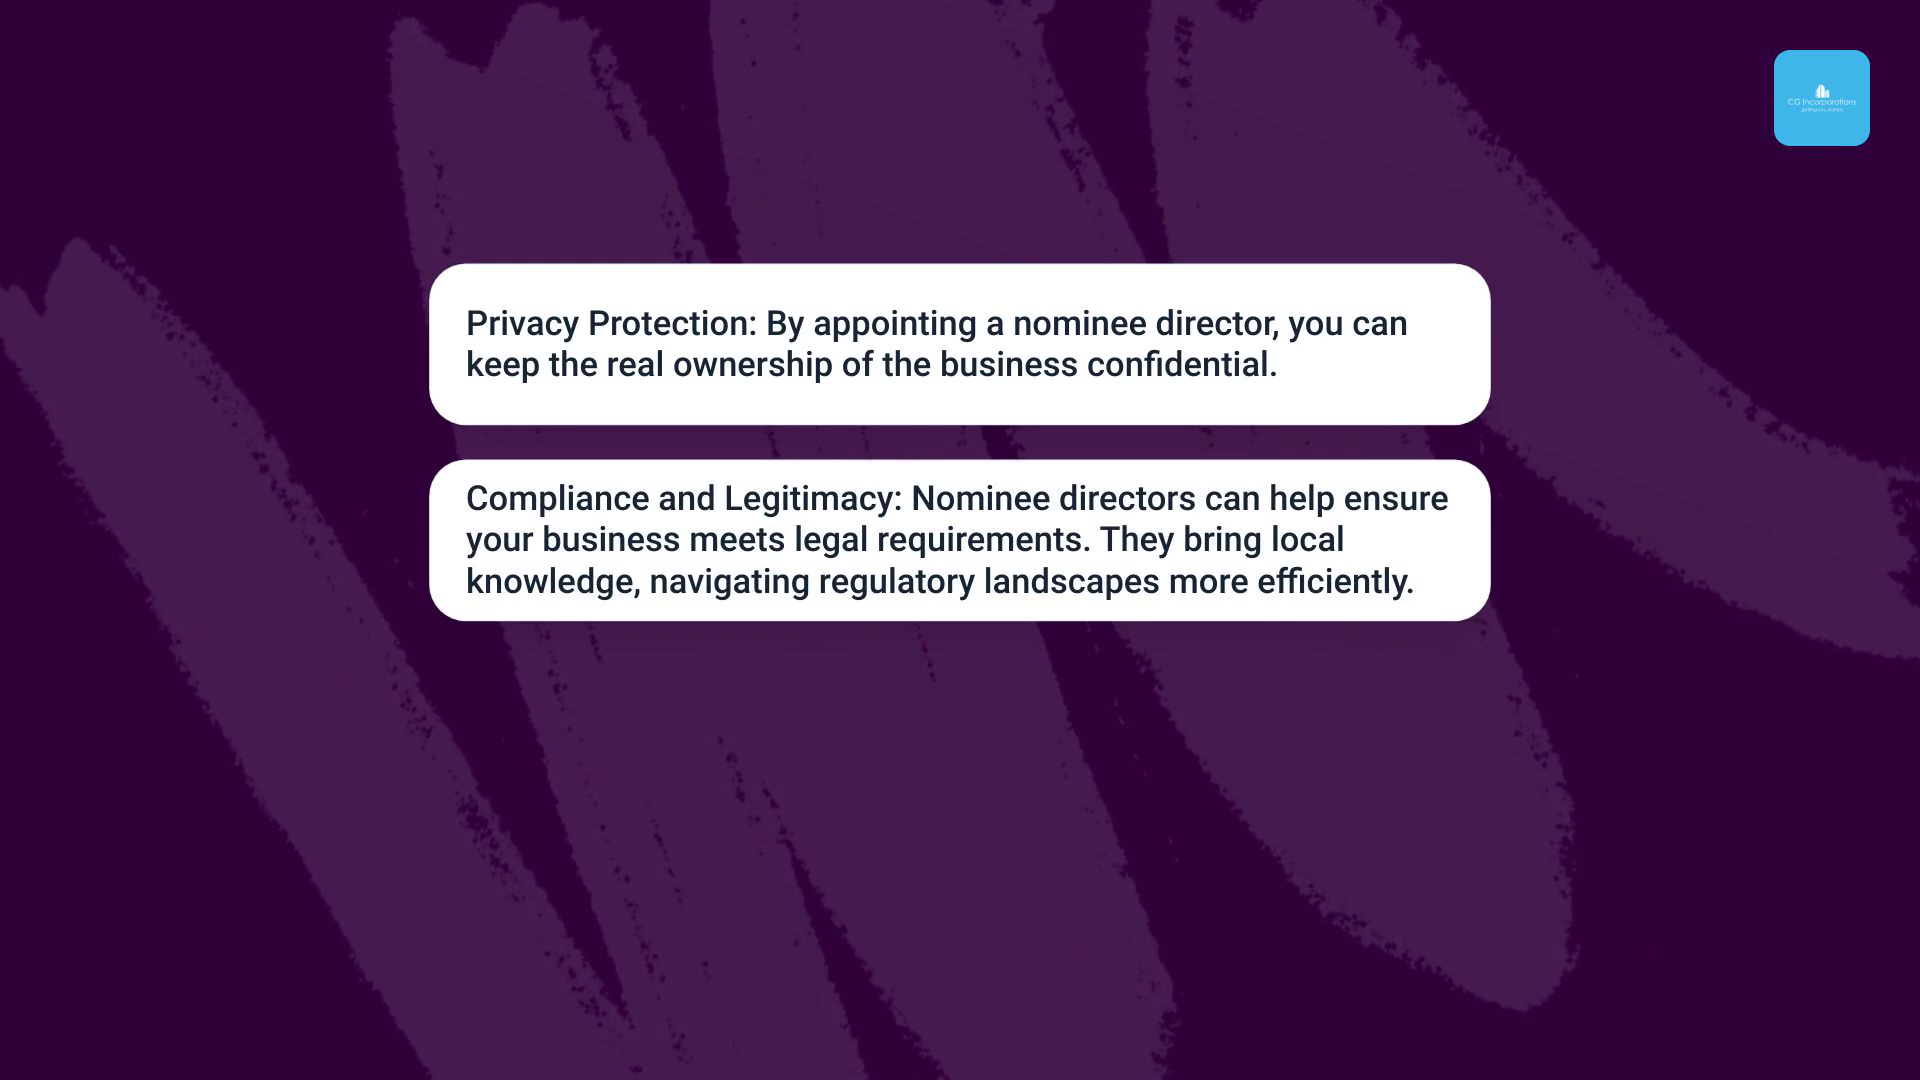 CG Incorporations
Privacy Protection: By appointing a nominee director, you can
keep the real ownership of the business confidential.
Compliance and Legitimacy: Nominee directors can help ensure
your business meets legal requirements. They bring local
knowledge, navigating regulatory landscapes more efficiently.